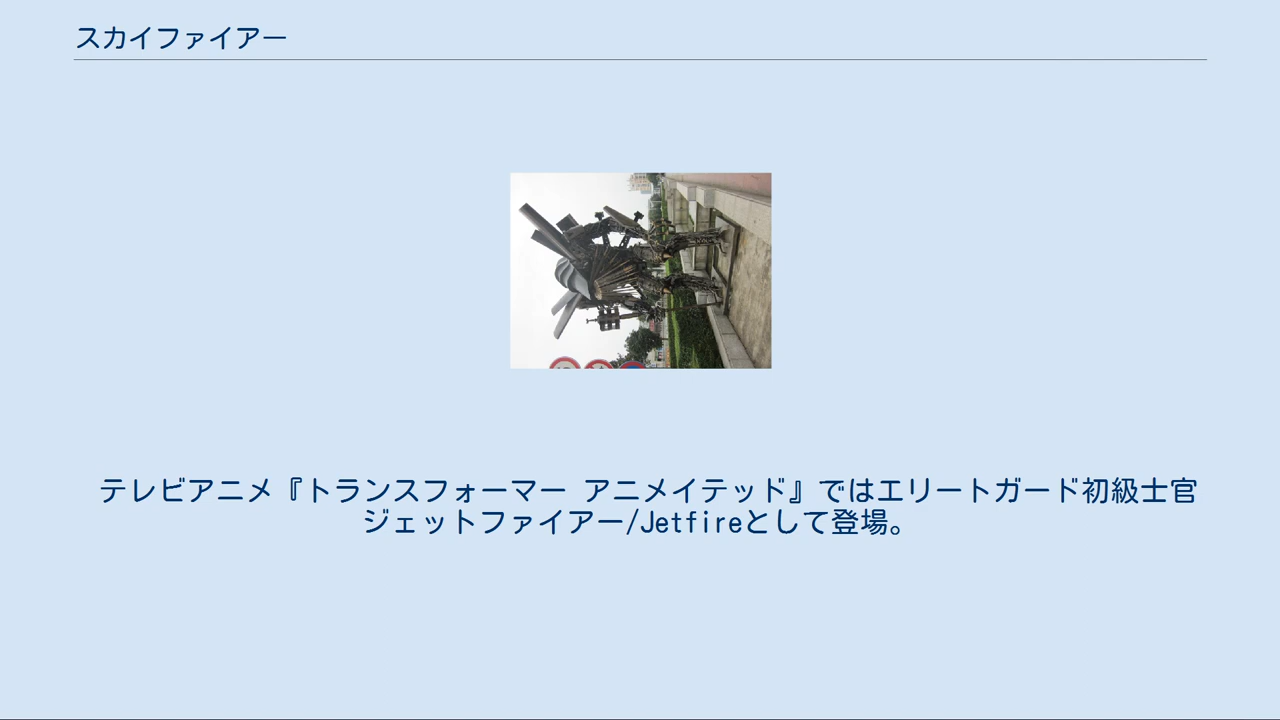 スカイファイアー
テレビアニメ『トランスフォーマー アニメイテッド』ではエリートガード初級士官
ジェットファイアー/Jetfireとして登場。